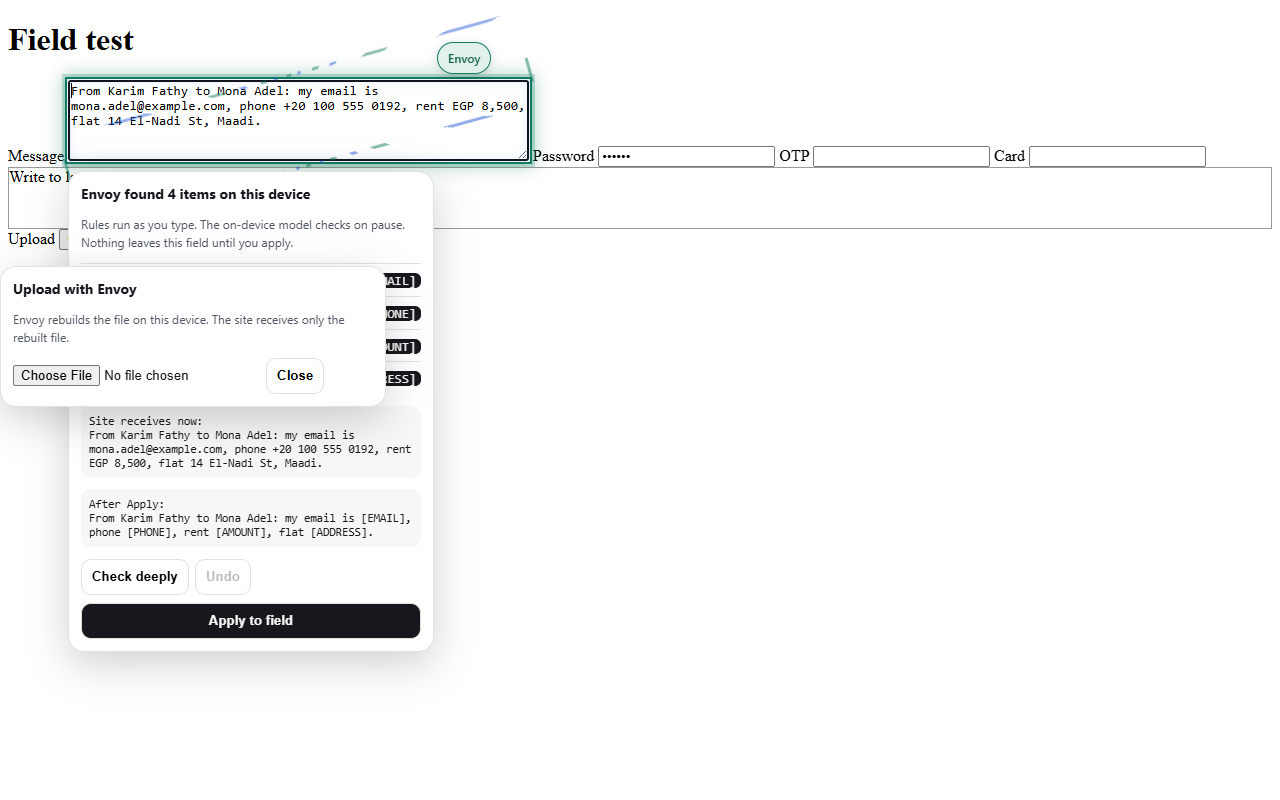 Field test
Envoy
From Karim Fathy to Mona Adel: my email is
mona.adel@example.com, phone +20 100 555 0192, rent EGP 8,500,
flat 14 El-Nadi St, Maadi.
Message
Password •••••• OTP Card
Write to
Envoy found 4 items on this device
Rules run as you type. The on-device model checks on pause.
Nothing leaves this field until you apply.
Upload
Upload with Envoy
Envoy rebuilds the file on this device. The site receives only the
rebuilt file.
Choose File No file chosen
Close
Site receives now:
From Karim Fathy to Mona Adel: my email is
mona.adel@example.com, phone +20 100 555 0192, rent
EGP 8,500, flat 14 El-Nadi St, Maadi.
After Apply:
From Karim Fathy to Mona Adel: my email is [EMAIL],
phone [PHONE], rent [AMOUNT], flat [ADDRESS].
Check deeply
Undo
Apply to field